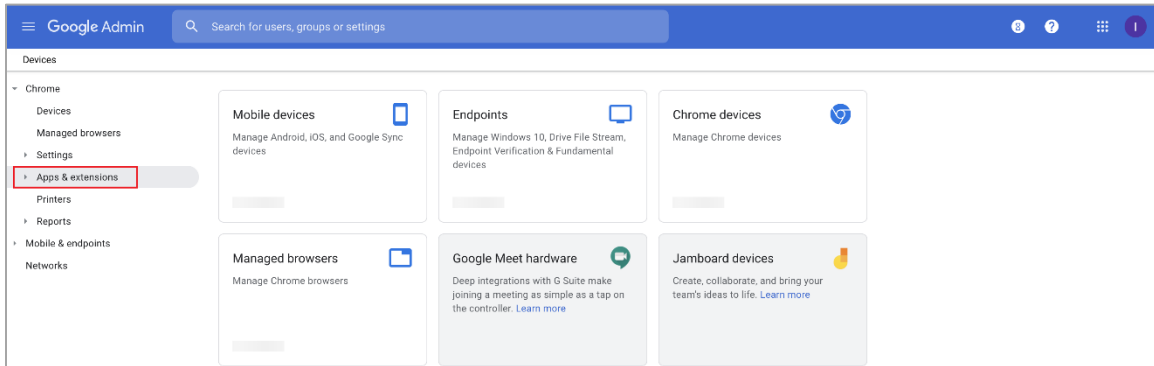 Google Admin
Search for users, groups or settings
8
?
I
Devices
Chrome
Devices
Managed browsers
Settings
Apps & extensions
Printers
Reports
Mobile & endpoints
Networks
Mobile devices
Manage Android, iOS, and Google Sync
devices
Endpoints
Manage Windows 10, Drive File Stream,
Endpoint Verification & Fundamental
devices
Chrome devices
Manage Chrome devices
Managed browsers
Manage Chrome browsers
Google Meet hardware
Deep integrations with G Suite make
joining a meeting as simple as a tap on
the controller. Learn more
Jamboard devices
Create, collaborate, and bring your
team's ideas to life. Learn more